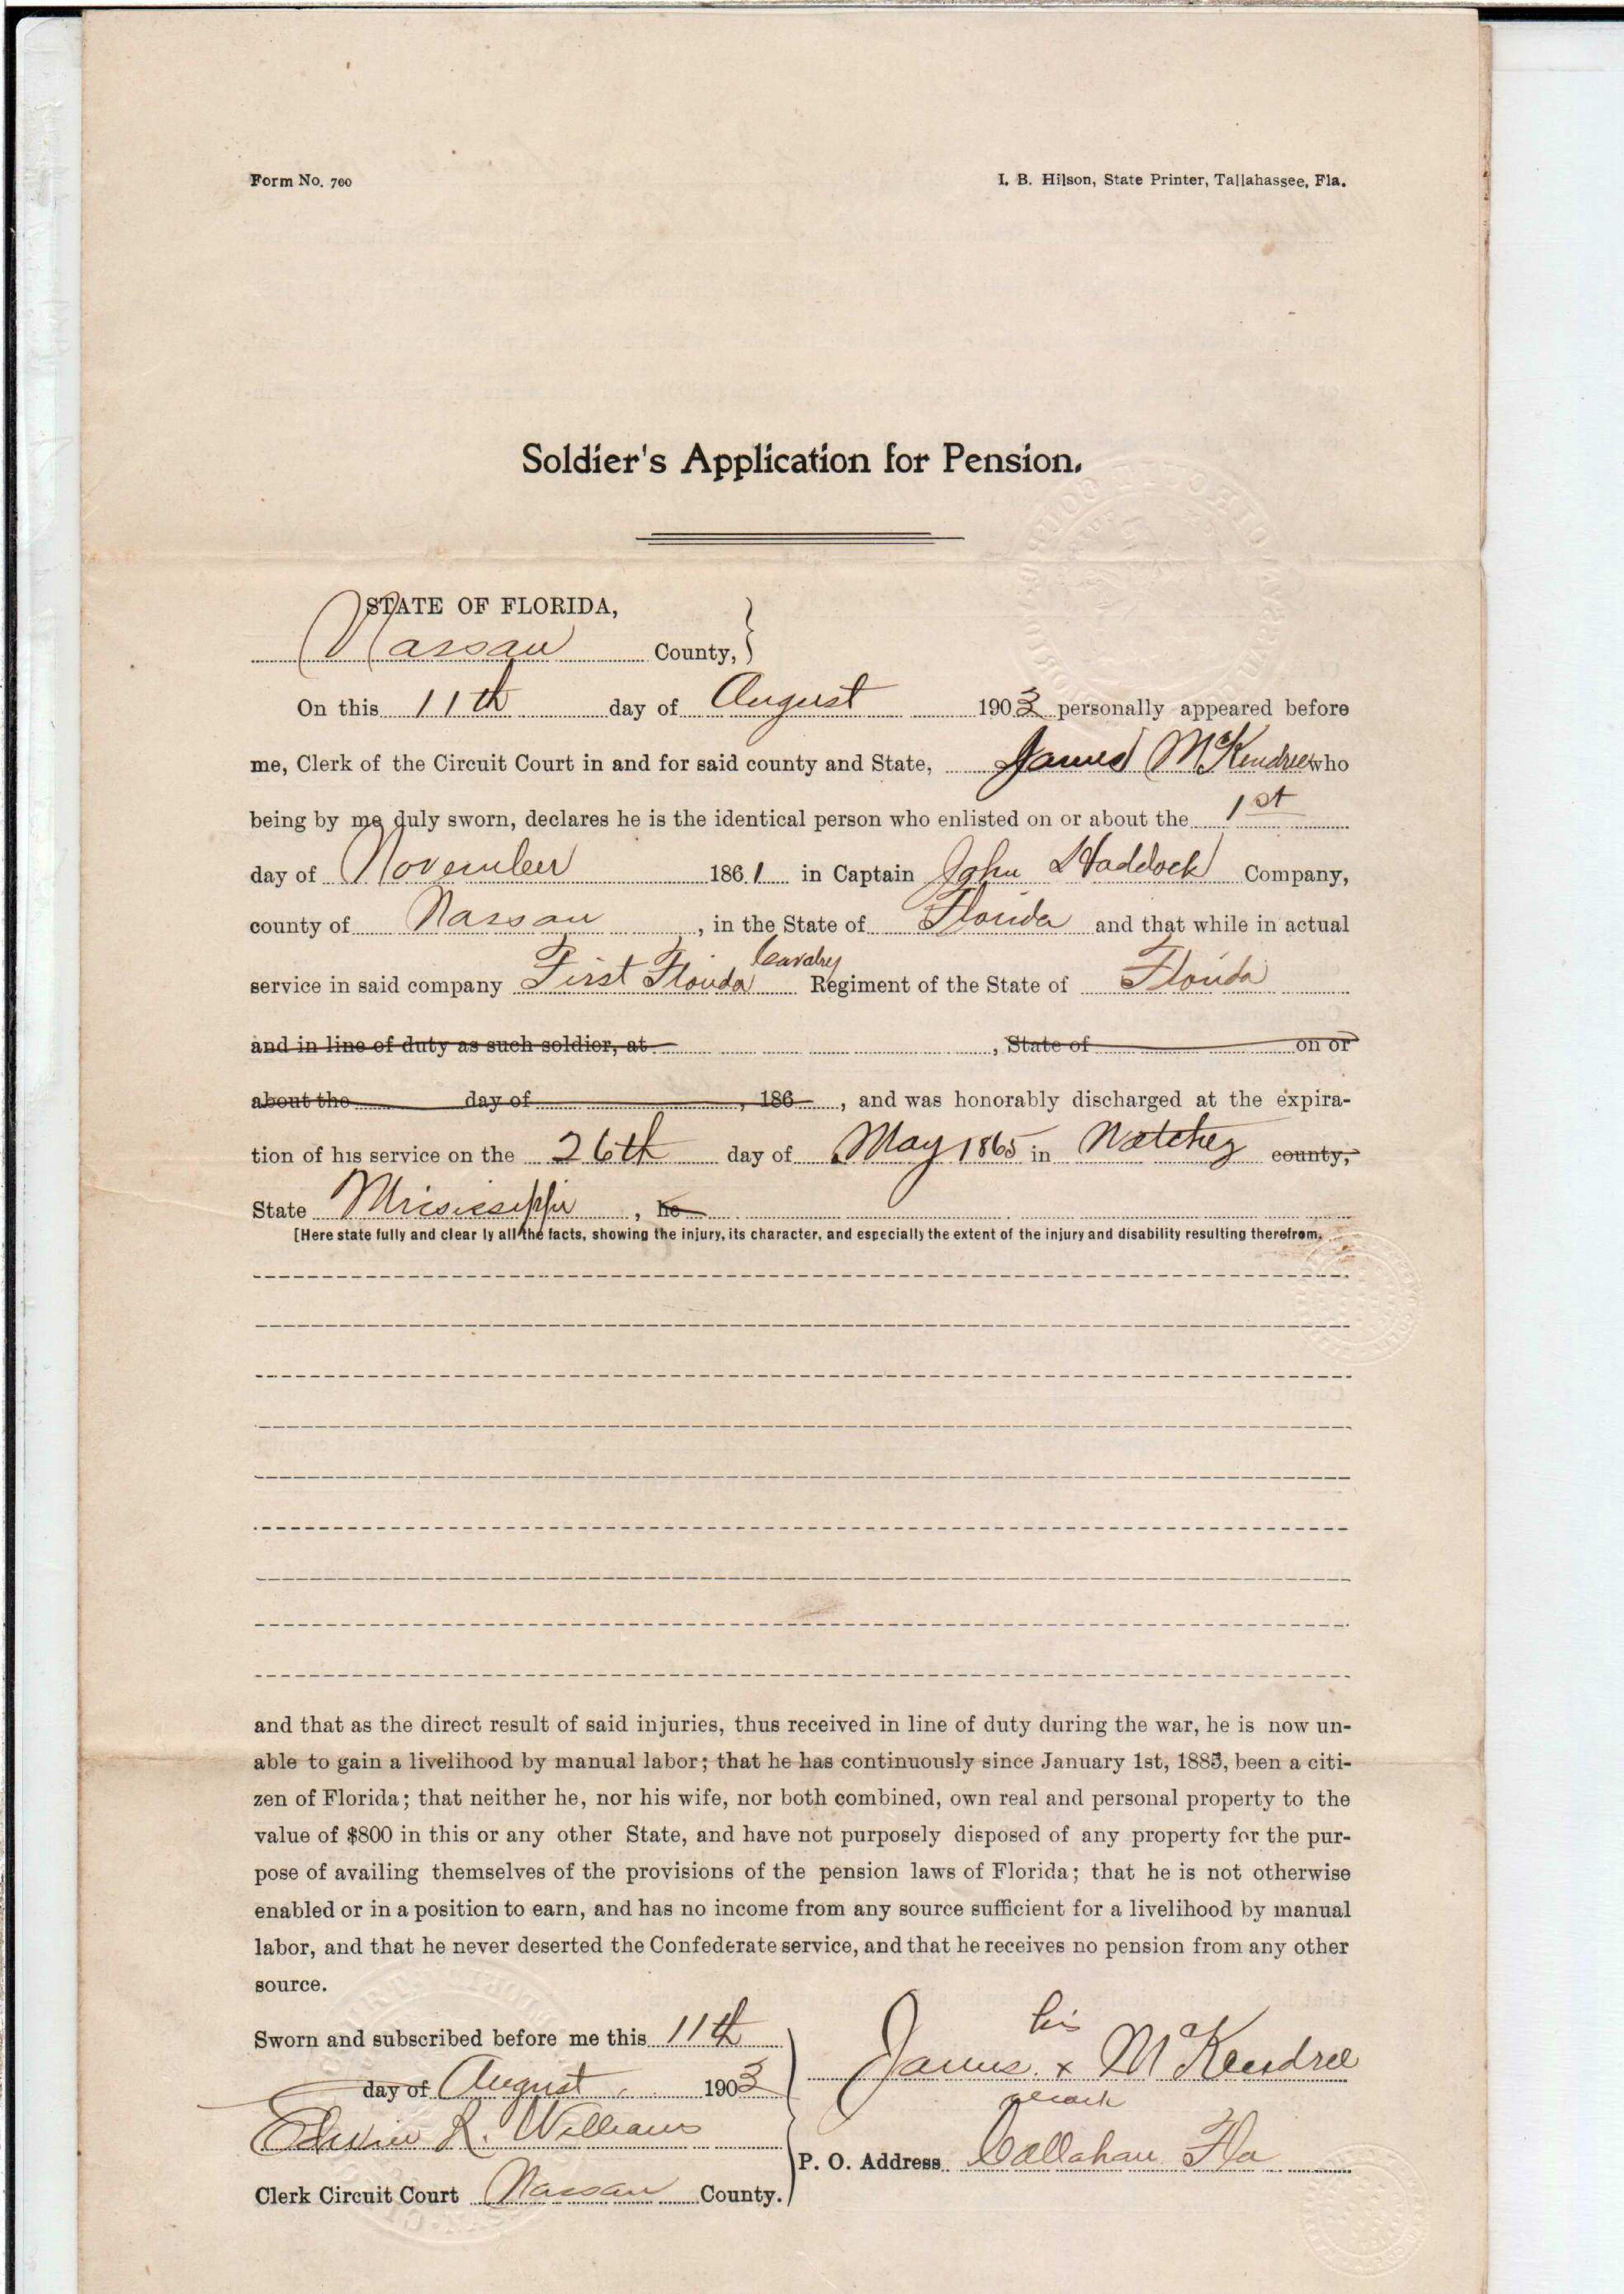 Form No. 700
I. B. Hilson, State Printer, Tallahassee, Fla.
Soldier's Application for Pension.
STATE OF FLORIDA,
Nassau County,
On this 11th day of August 1903 personally appeared before
me, Clerk of the Circuit Court in and for said county and State, James McKendree who
being by me duly sworn, declares he is the identical person who enlisted on or about the 1st
day of November 1861 in Captain John Haddock Company,
county of Nassau, in the State of Florida and that while in actual
Cavalry
service in said company First Florida Regiment of the State of Florida
and in line of duty as such soldier, at , State of on or
about the day of , 186 , and was honorably discharged at the expira-
tion of his service on the 26th day of May 1865 in Natchez county,
State Mississippi, he
[Here state fully and clear ly all the facts, showing the injury, its character, and especially the extent of the injury and disability resulting therefrom.
and that as the direct result of said injuries, thus received in line of duty during the war, he is now un-
able to gain a livelihood by manual labor; that he has continuously since January 1st, 1885, been a citi-
zen of Florida; that neither he, nor his wife, nor both combined, own real and personal property to the
value of $800 in this or any other State, and have not purposely disposed of any property for the pur-
pose of availing themselves of the provisions of the pension laws of Florida; that he is not otherwise
enabled or in a position to earn, and has no income from any source sufficient for a livelihood by manual
labor, and that he never deserted the Confederate service, and that he receives no pension from any other
source.
Sworn and subscribed before me this 11th
day of August 1903
Edwin R. Williams
Clerk Circuit Court Nassau County.
his
James x McKendree
mark
P. O. Address Callahan Fla